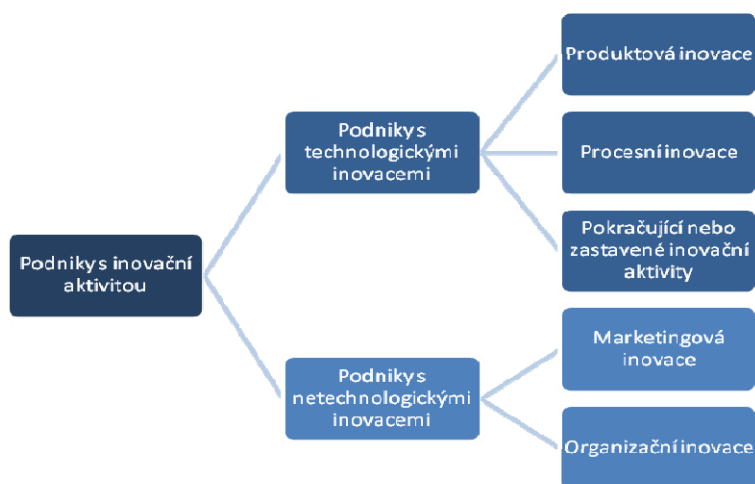 Produktová inovace
Podniky s
technologickými
inovacemi
Procesní inovace
Pokračující nebo
zastavené inovační
aktivity
Podniky s inovační
aktivitou
Marketingová
inovace
Podniky s
netechnologickými
inovacemi
Organizační inovace